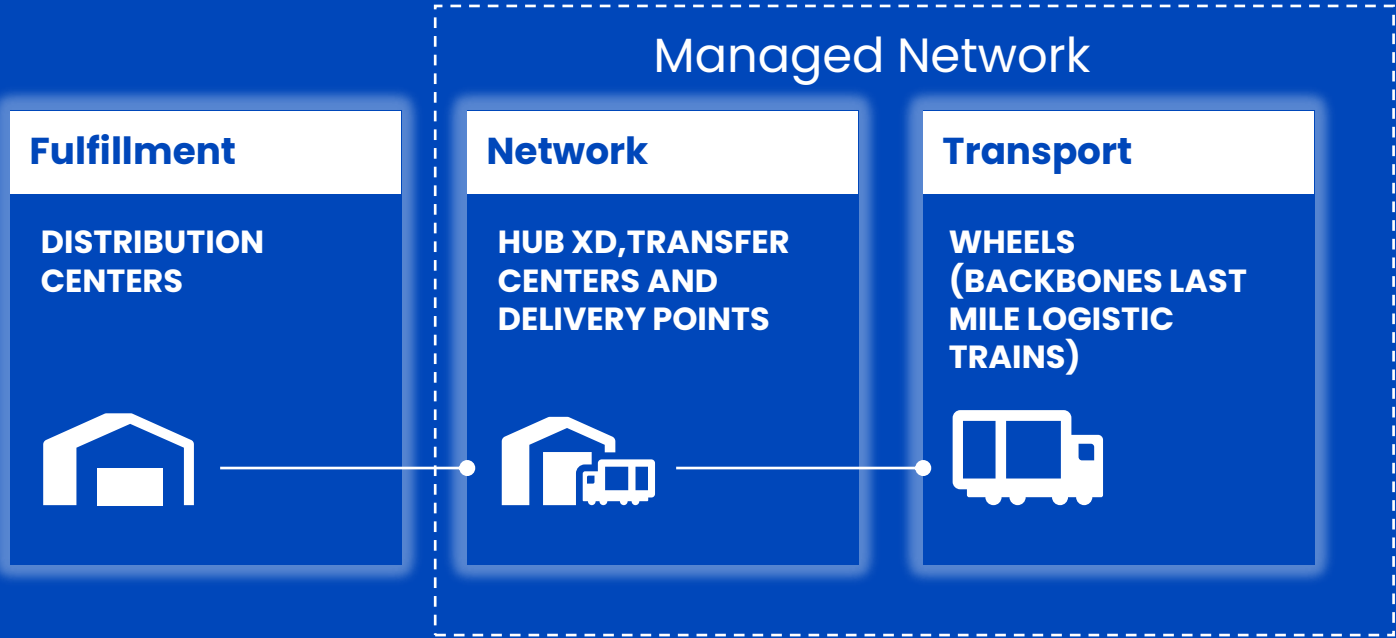 Managed Network
Fulfillment
DISTRIBUTION
CENTERS
Network
HUB XD,TRANSFER
CENTERS AND
DELIVERY POINTS
Transport
WHEELS
(BACKBONES LAST
MILE LOGISTIC
TRAINS)